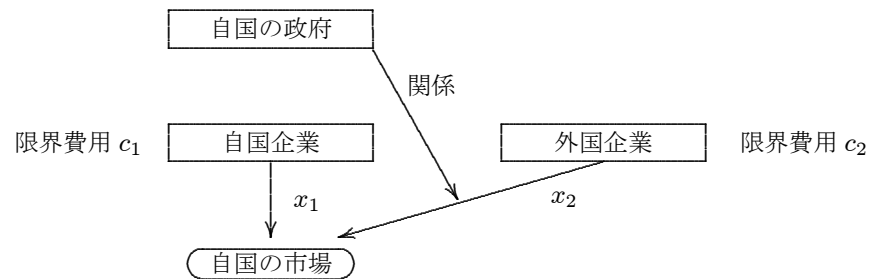 自国の政府
関係
限界費用 c₁
自国企業
外国企業
限界費用 c₂
x₁
x₂
自国の市場